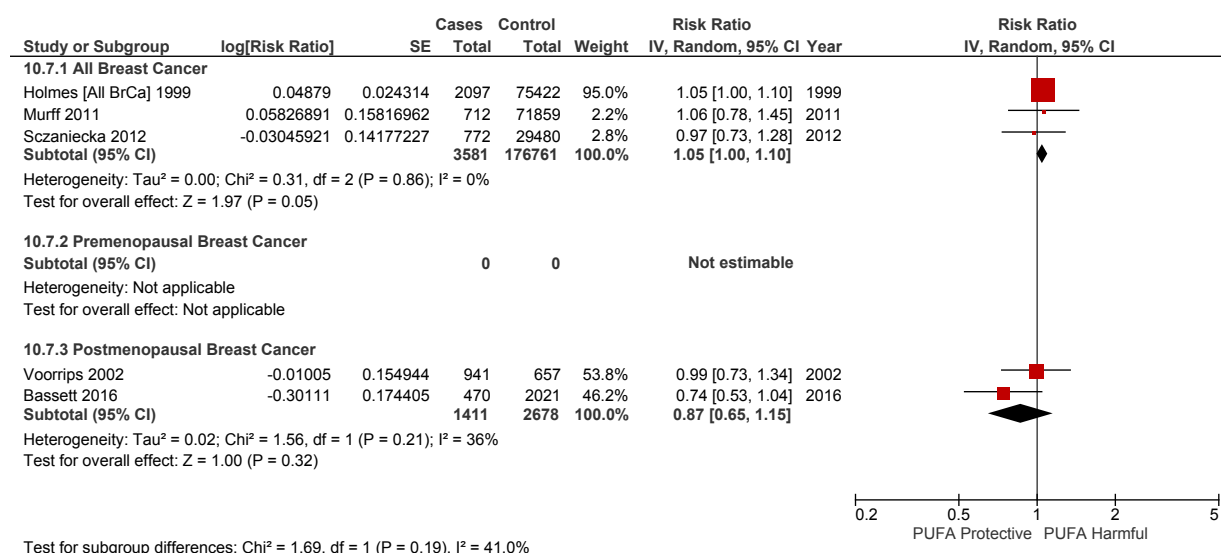 Cases Control Risk Ratio Risk Ratio
Study or Subgroup log[Risk Ratio] SE Total Total Weight IV, Random, 95% CI Year IV, Random, 95% CI
10.7.1 All Breast Cancer
Holmes [All BrCa] 1999 0.04879 0.024314 2097 75422 95.0% 1.05 [1.00, 1.10] 1999
Murff 2011 0.05826891 0.15816962 712 71859 2.2% 1.06 [0.78, 1.45] 2011
Sczaniecka 2012 -0.03045921 0.14177227 772 29480 2.8% 0.97 [0.73, 1.28] 2012
Subtotal (95% CI) 3581 176761 100.0% 1.05 [1.00, 1.10]
Heterogeneity: Tau² = 0.00; Chi² = 0.31, df = 2 (P = 0.86); I² = 0%
Test for overall effect: Z = 1.97 (P = 0.05)
10.7.2 Premenopausal Breast Cancer
Subtotal (95% CI) 0 0 Not estimable
Heterogeneity: Not applicable
Test for overall effect: Not applicable
10.7.3 Postmenopausal Breast Cancer
Voorrips 2002 -0.01005 0.154944 941 657 53.8% 0.99 [0.73, 1.34] 2002
Bassett 2016 -0.30111 0.174405 470 2021 46.2% 0.74 [0.53, 1.04] 2016
Subtotal (95% CI) 1411 2678 100.0% 0.87 [0.65, 1.15]
Heterogeneity: Tau² = 0.02; Chi² = 1.56, df = 1 (P = 0.21); I² = 36%
Test for overall effect: Z = 1.00 (P = 0.32)
0.2 0.5 1 2 5
PUFA Protective PUFA Harmful
Test for subgroup differences: Chi² = 1.69, df = 1 (P = 0.19), I² = 41.0%